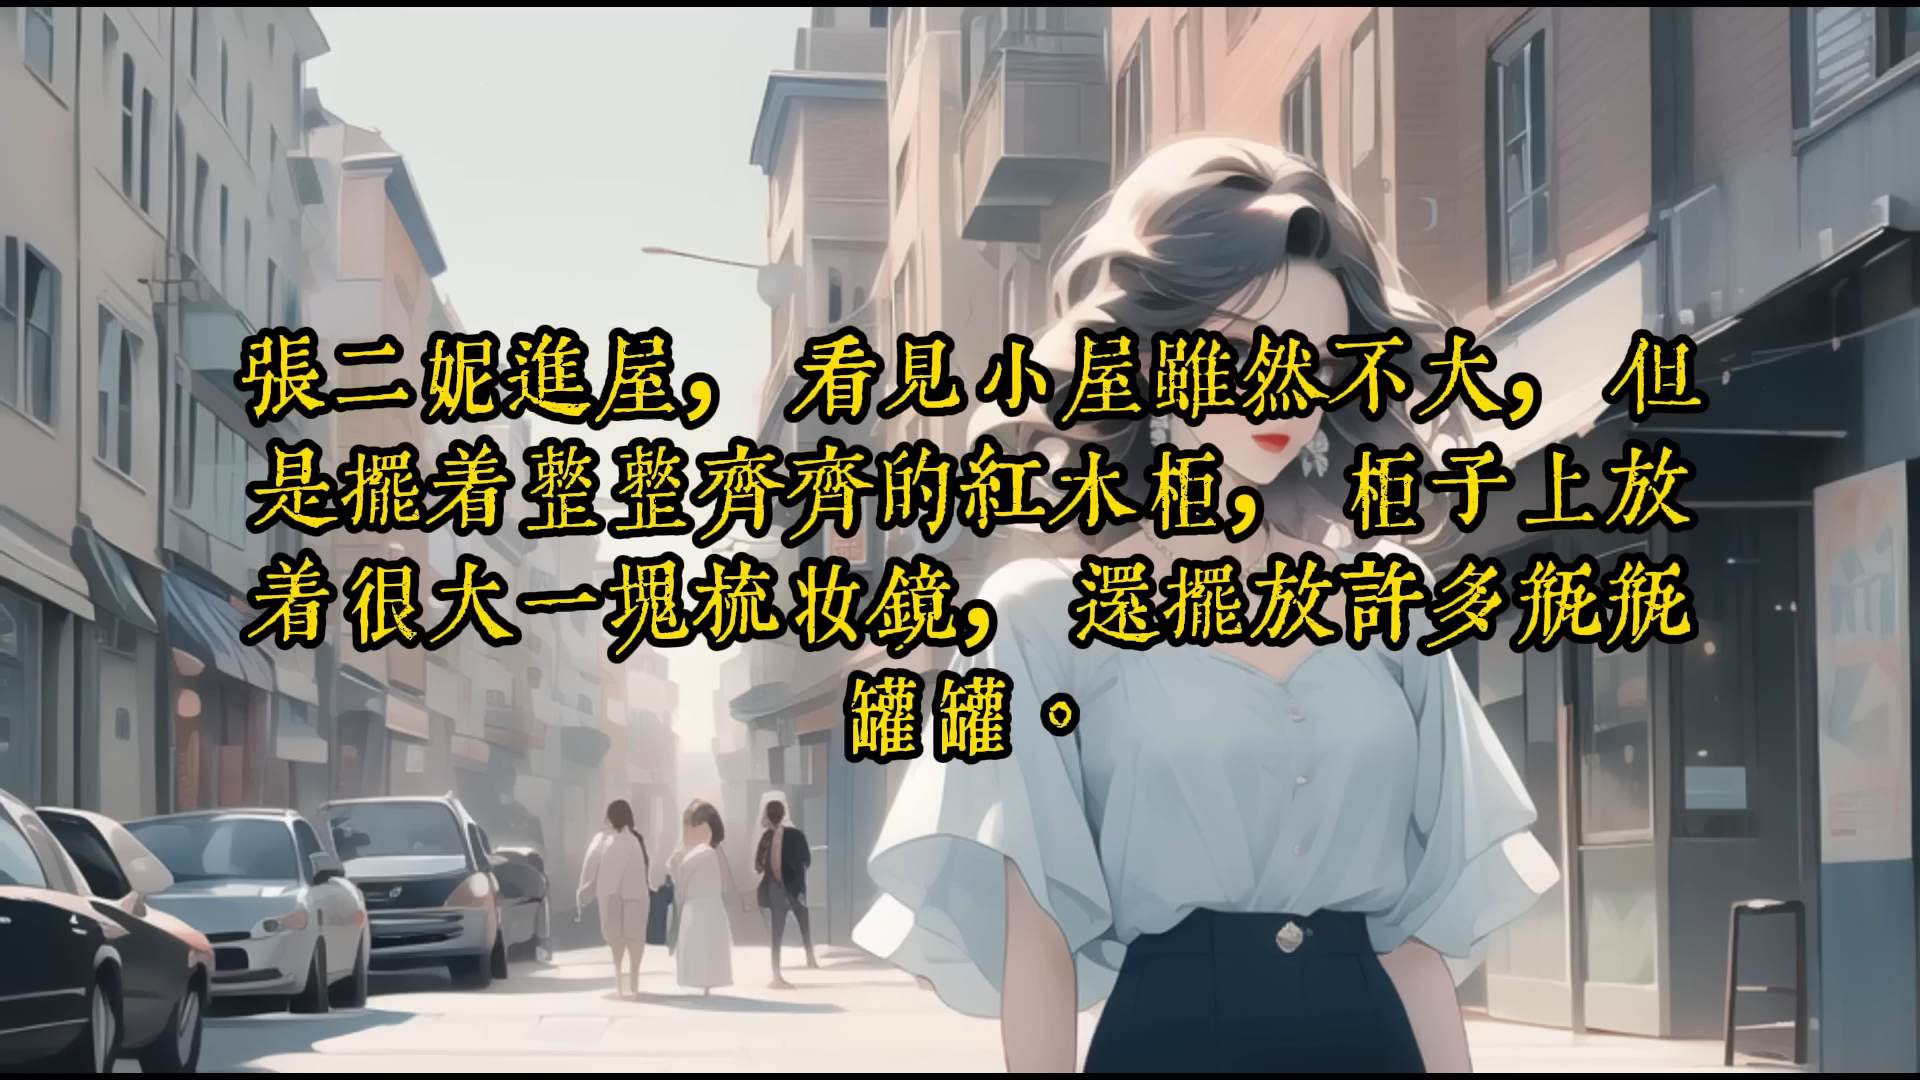 張二妮進屋，看見小屋雖然不大，但
是擺着整整齊齊的紅木柜，柜子上放
着很大一塊梳妆鏡，還擺放許多瓶瓶
罐罐。